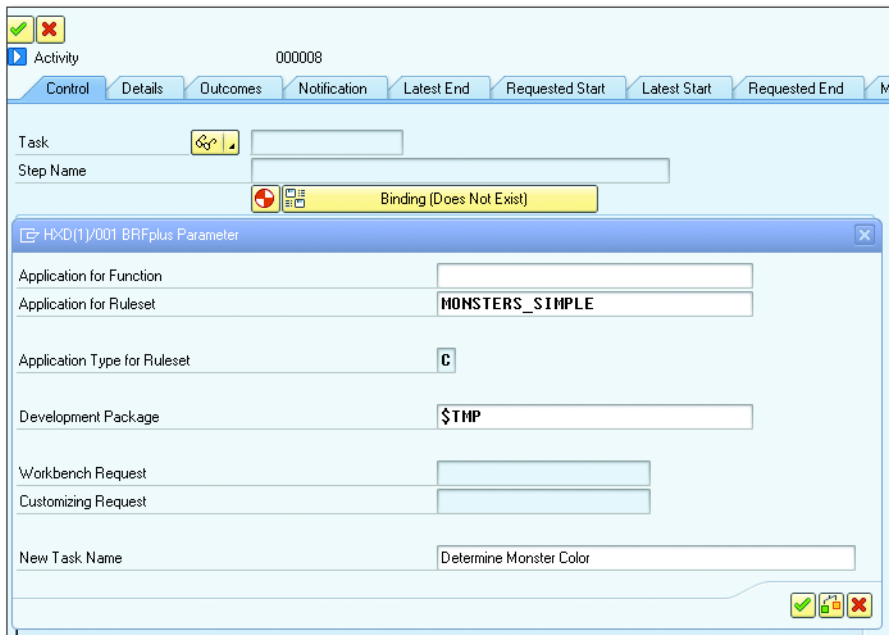 Activity 000008
Control Details Outcomes Notification Latest End Requested Start Latest Start Requested End M
Task
Step Name
Binding (Does Not Exist)
HXD(1)/001 BRFplus Parameter
Application for Function
Application for Ruleset MONSTERS_SIMPLE
Application Type for Ruleset C
Development Package $TMP
Workbench Request
Customizing Request
New Task Name Determine Monster Color